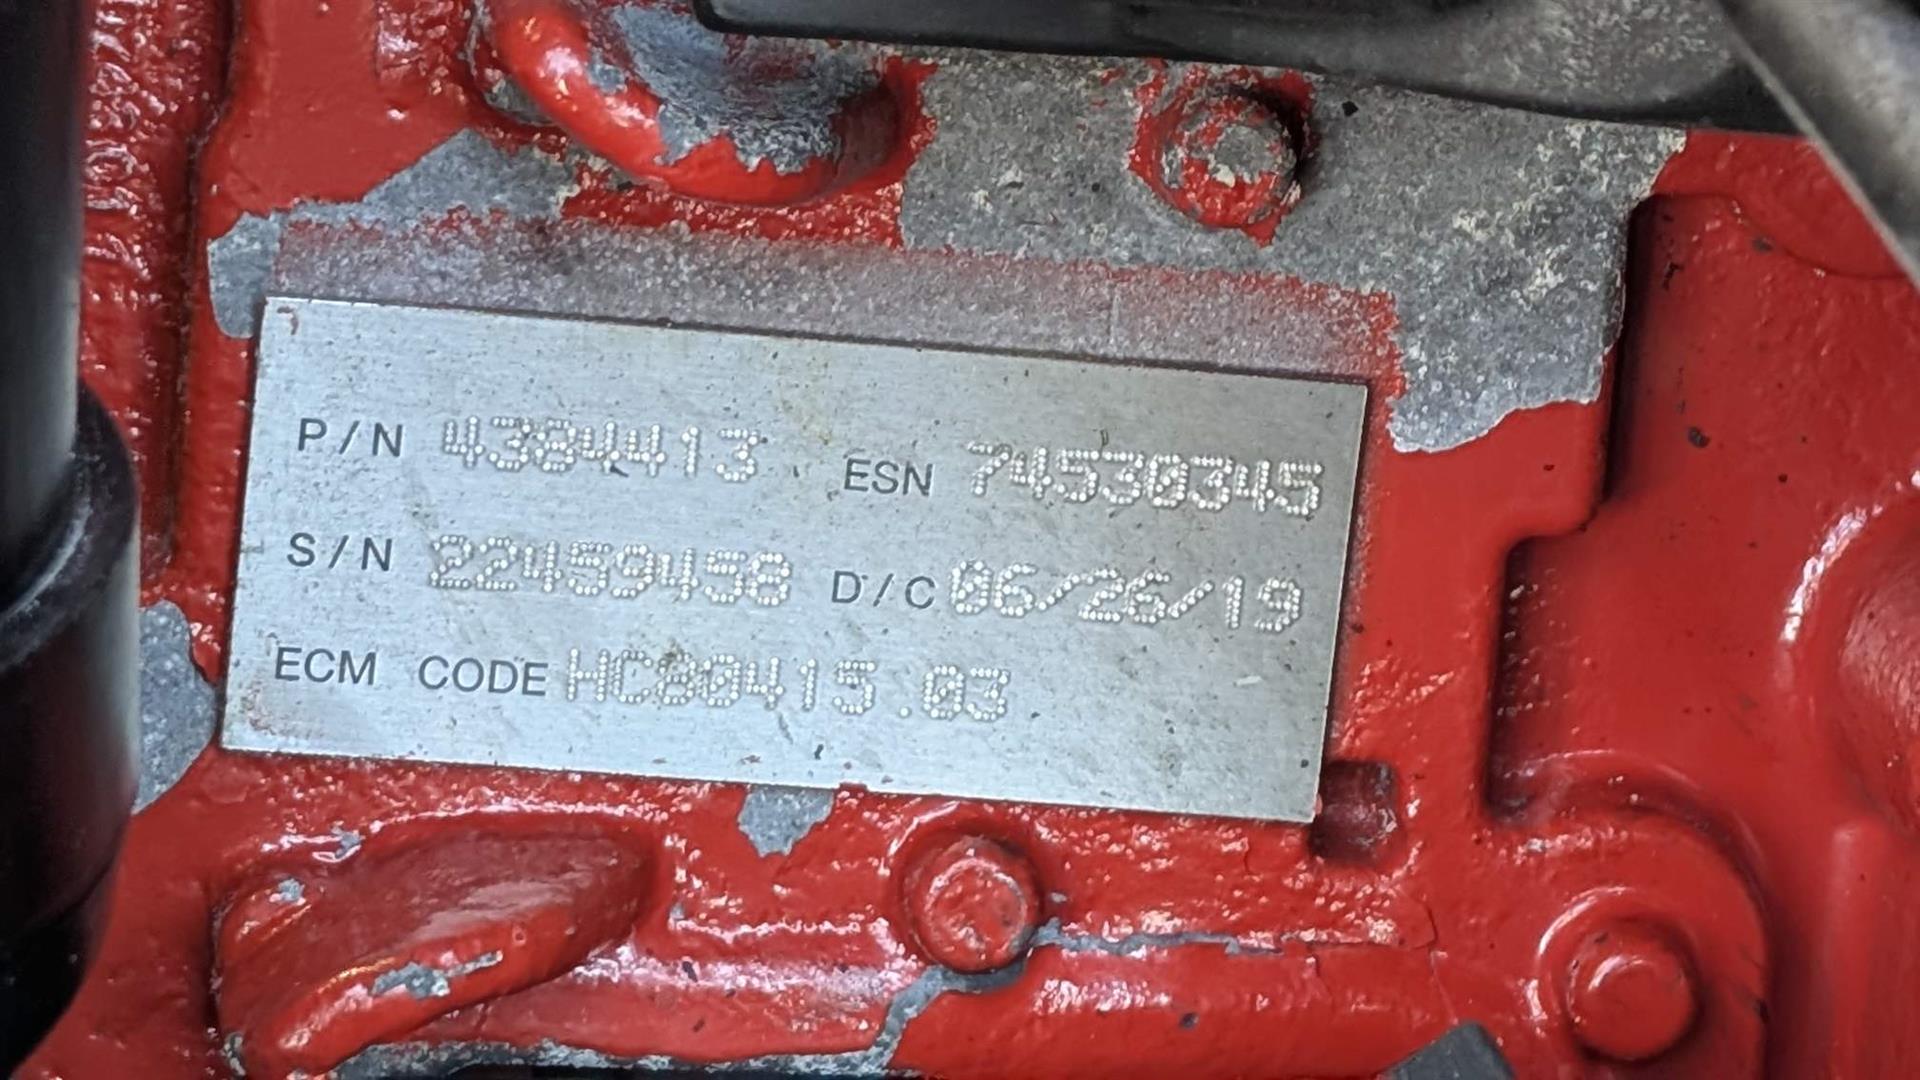 P/N 4384413 ESN 74530345
S/N 22459458 D/C 06/26/19
ECM CODE HC80415.03